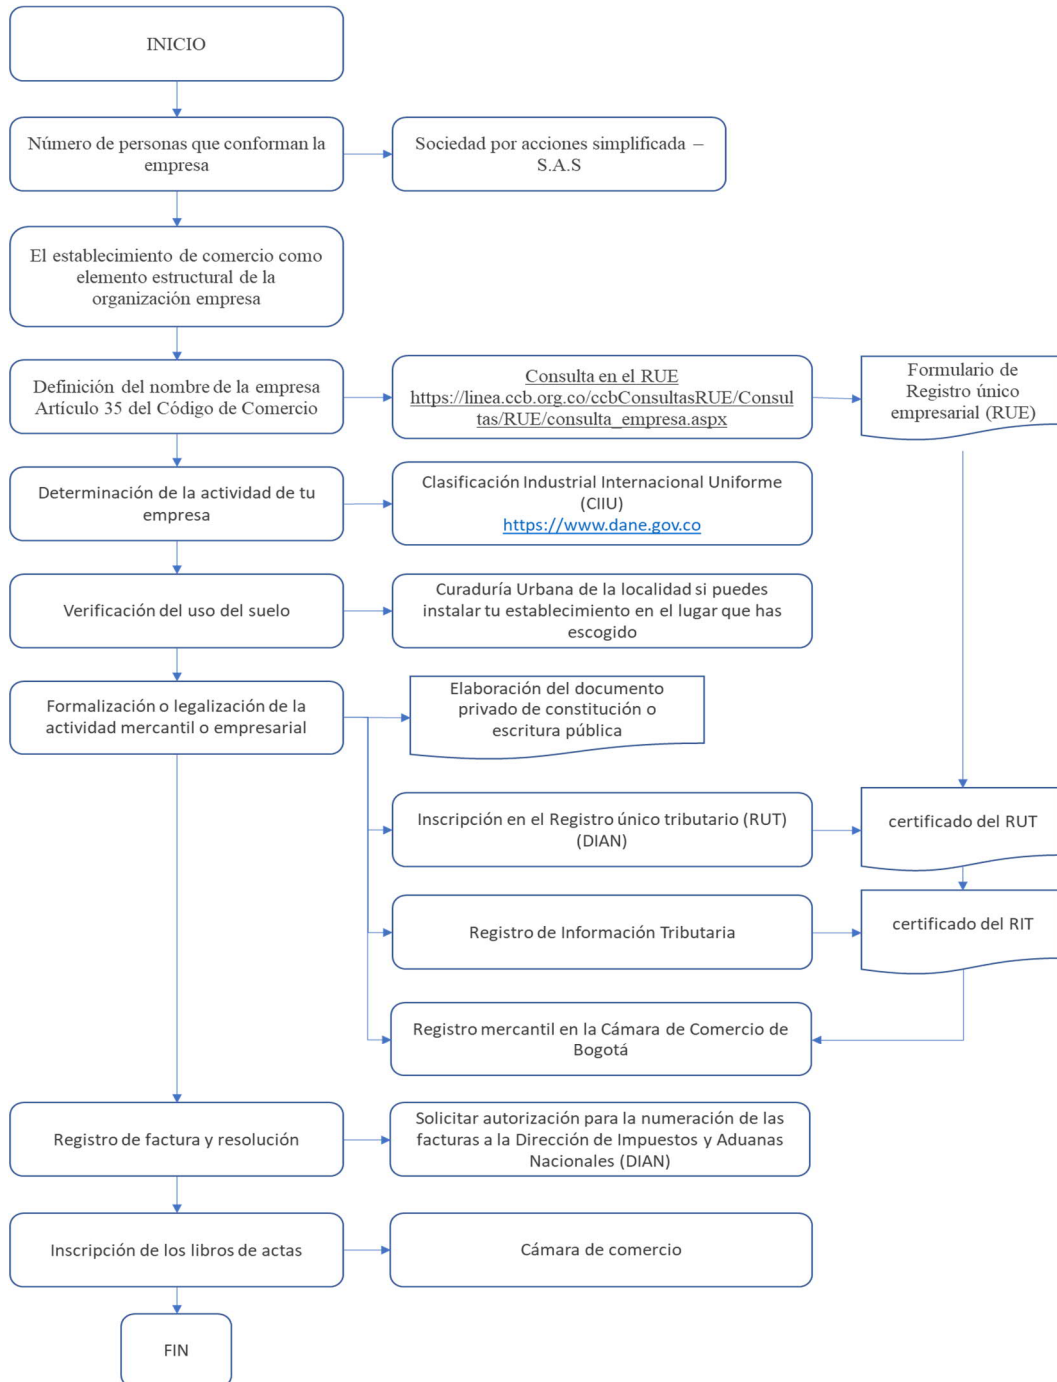 INICIO
Número de personas que conforman la
empresa
Sociedad por acciones simplificada –
S.A.S
El establecimiento de comercio como
elemento estructural de la
organización empresa
Definición del nombre de la empresa
Artículo 35 del Código de Comercio
Consulta en el RUE
https://linea.ccb.org.co/ccbConsultasRUE/Consul
tas/RUE/consulta_empresa.aspx
Formulario de
Registro único
empresarial (RUE)
Determinación de la actividad de tu
empresa
Clasificación Industrial Internacional Uniforme
(CIIU)
https://www.dane.gov.co
Verificación del uso del suelo
Curaduría Urbana de la localidad si puedes
instalar tu establecimiento en el lugar que has
escogido
Formalización o legalización de la
actividad mercantil o empresarial
Elaboración del documento
privado de constitución o
escritura pública
Inscripción en el Registro único tributario (RUT)
(DIAN)
certificado del RUT
Registro de Información Tributaria
certificado del RIT
Registro mercantil en la Cámara de Comercio de
Bogotá
Registro de factura y resolución
Solicitar autorización para la numeración de las
facturas a la Dirección de Impuestos y Aduanas
Nacionales (DIAN)
Inscripción de los libros de actas
Cámara de comercio
FIN